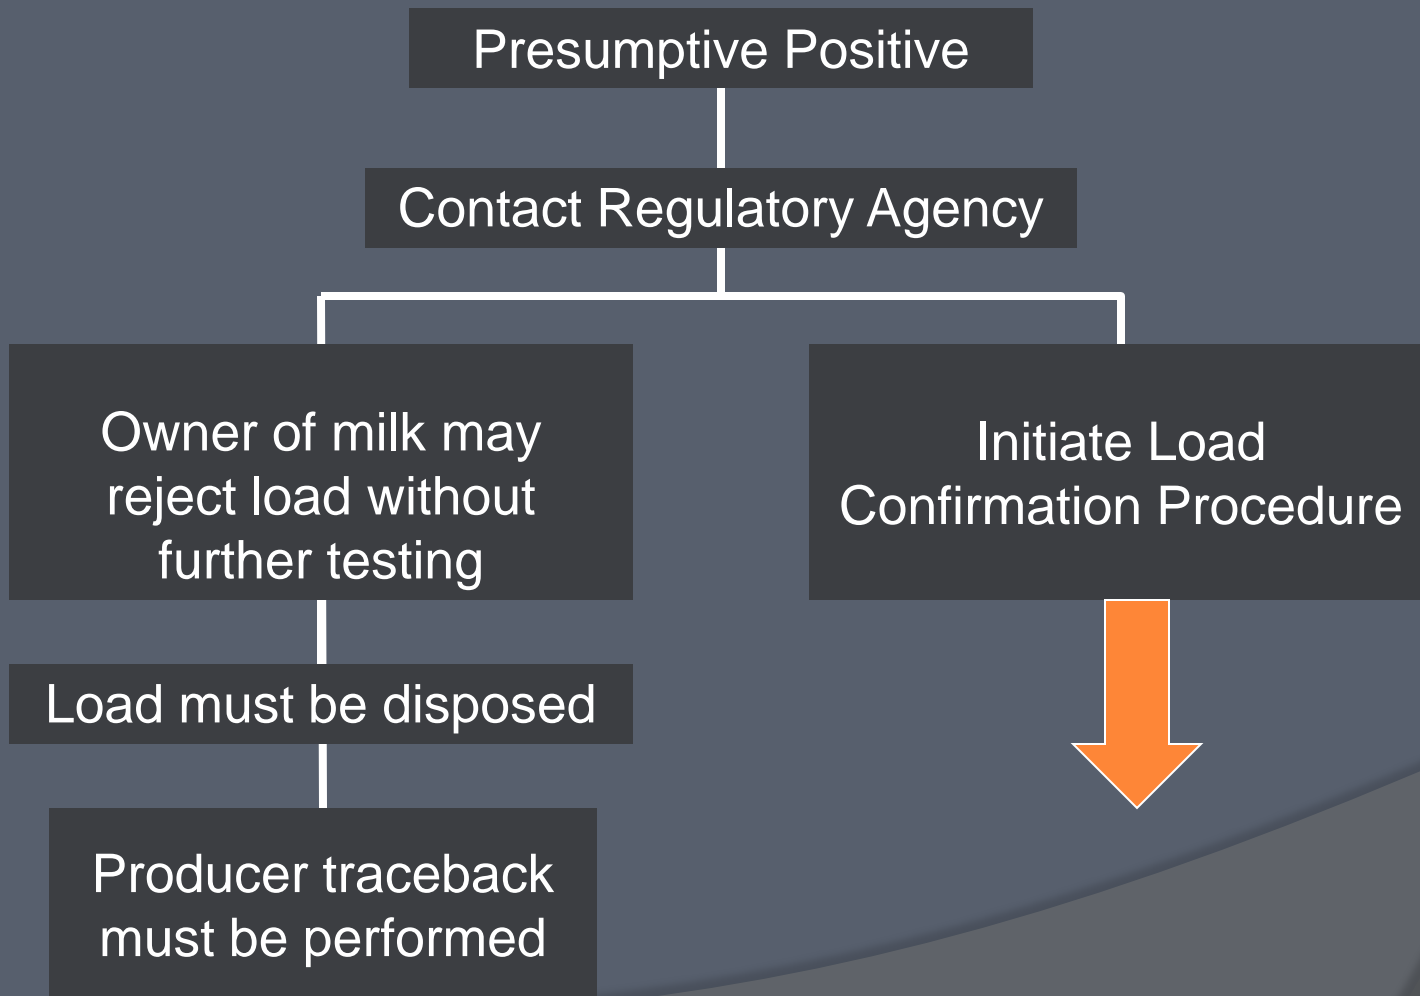 Presumptive Positive
Contact Regulatory Agency
Owner of milk may
reject load without
further testing
Initiate Load
Confirmation Procedure
Load must be disposed
Producer traceback
must be performed